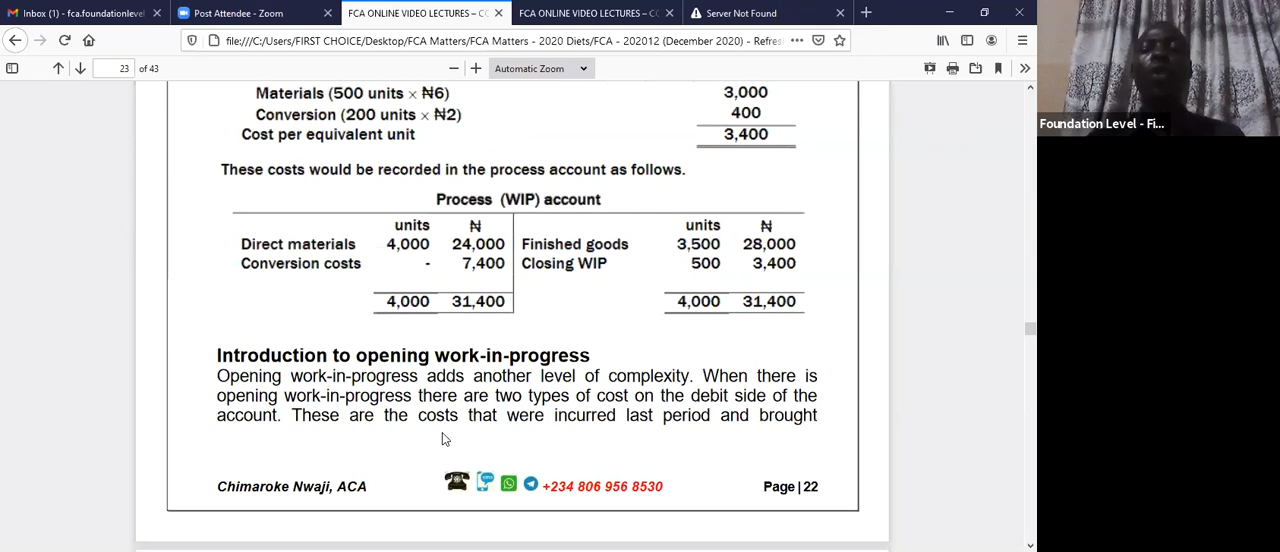 Inbox (1) - fca.foundationlevel
Post Attendee - Zoom
FCA ONLINE VIDEO LECTURES – CC
FCA ONLINE VIDEO LECTURES – CC
Server Not Found
file:///C:/Users/FIRST CHOICE/Desktop/FCA Matters/FCA Matters - 2020 Diets/FCA - 202012 (December 2020) - Refres
23 of 43
Automatic Zoom
Foundation Level - Fi...
Materials (500 units × ₦6) 3,000
Conversion (200 units × ₦2) 400
Cost per equivalent unit 3,400
These costs would be recorded in the process account as follows.
Process (WIP) account
units ₦ units ₦
Direct materials 4,000 24,000 Finished goods 3,500 28,000
Conversion costs - 7,400 Closing WIP 500 3,400
4,000 31,400 4,000 31,400
Introduction to opening work-in-progress
Opening work-in-progress adds another level of complexity. When there is
opening work-in-progress there are two types of cost on the debit side of the
account. These are the costs that were incurred last period and brought
Chimaroke Nwaji, ACA +234 806 956 8530 Page|22